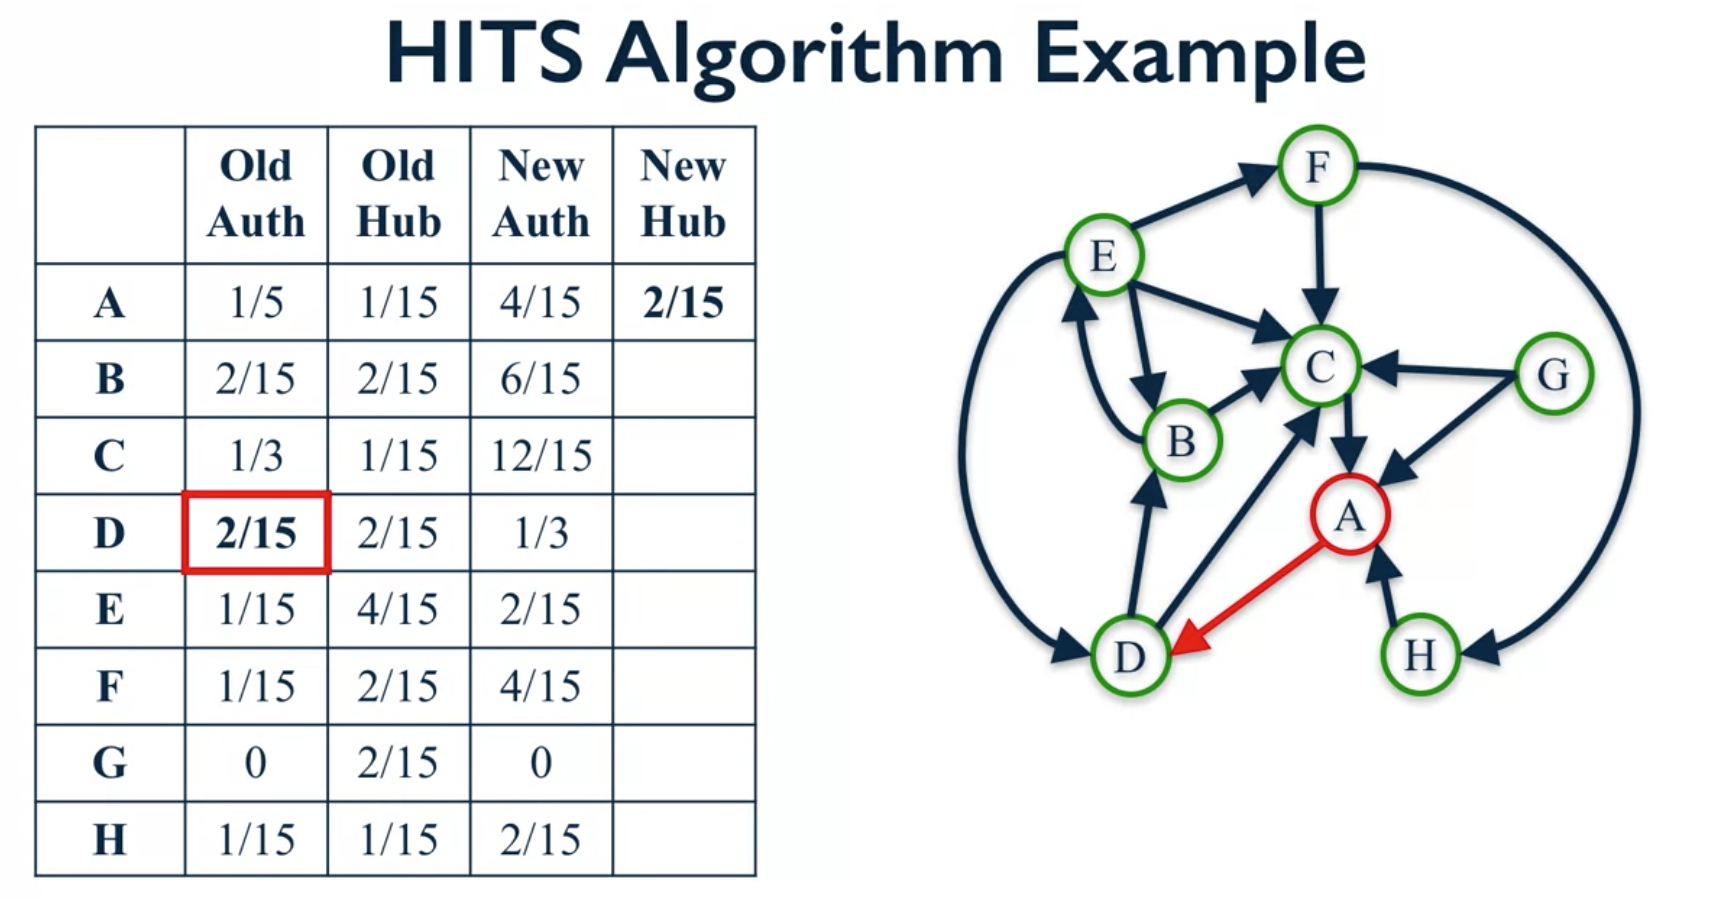 HITS Algorithm Example
Old Auth Old Hub New Auth New Hub
A 1/5 1/15 4/15 2/15
B 2/15 2/15 6/15
C 1/3 1/15 12/15
D 2/15 2/15 1/3
E 1/15 4/15 2/15
F 1/15 2/15 4/15
G 0 2/15 0
H 1/15 1/15 2/15
F
E
C
G
B
A
D
H